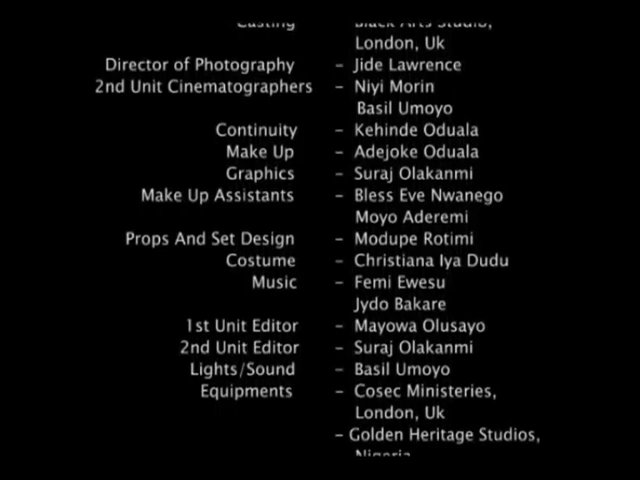 Casting Black Arts Studio,
London, Uk
Director of Photography - Jide Lawrence
2nd Unit Cinematographers - Niyi Morin
Basil Umoyo
Continuity - Kehinde Oduala
Make Up - Adejoke Oduala
Graphics - Suraj Olakanmi
Make Up Assistants - Bless Eve Nwanego
Moyo Aderemi
Props And Set Design - Modupe Rotimi
Costume - Christiana Iya Dudu
Music - Femi Ewesu
Jydo Bakare
1st Unit Editor - Mayowa Olusayo
2nd Unit Editor - Suraj Olakanmi
Lights/Sound - Basil Umoyo
Equipments - Cosec Ministeries,
London, Uk
- Golden Heritage Studios,
Nigeria